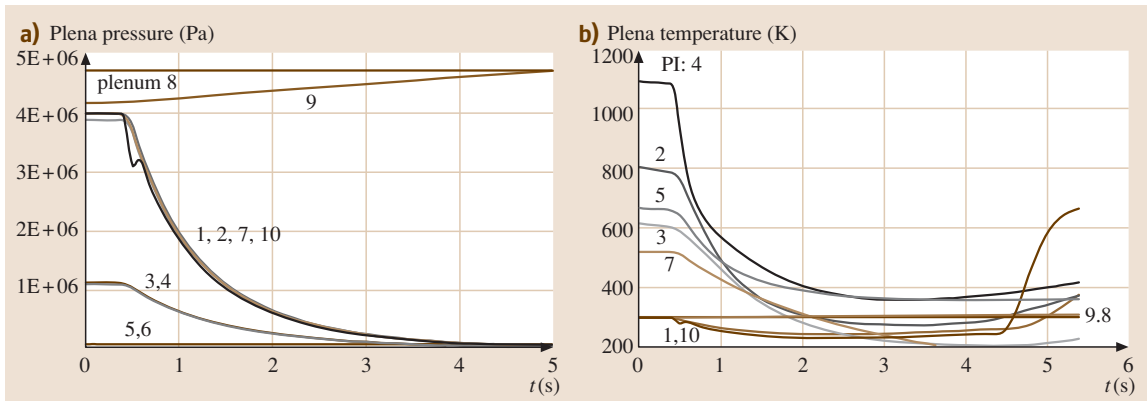 a) Plena pressure (Pa)
5E+06
4E+06
3E+06
2E+06
1E+06
plenum 8
9
1, 2, 7, 10
3,4
5,6
0 1 2 3 4 5
t(s)
b) Plena temperature (K)
1200
1000
800
600
400
300
200
PI: 4
2
5
3
7
1,10
9.8
0 1 2 3 4 5 6
t(s)